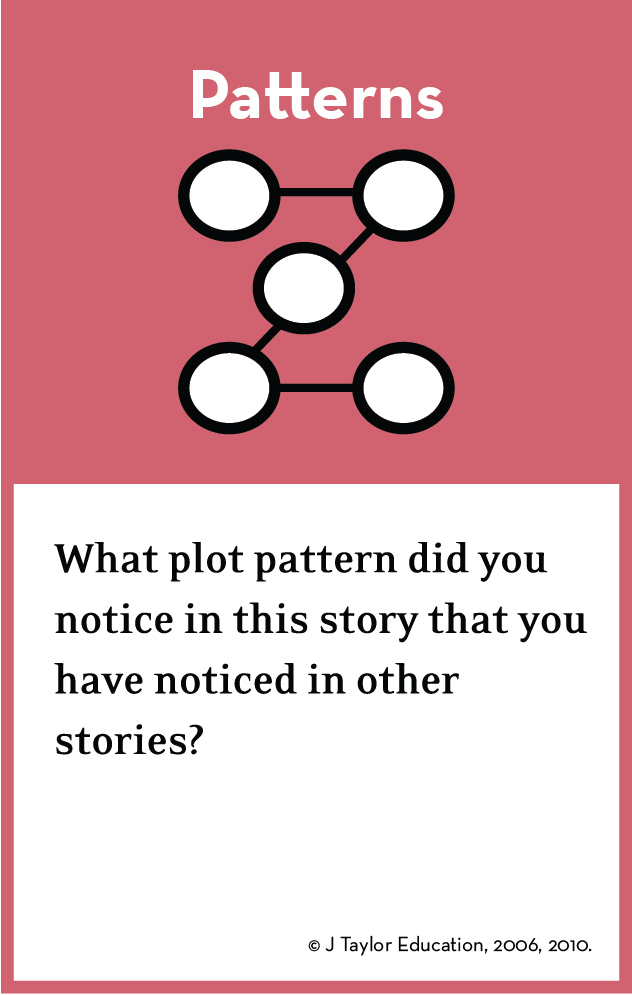 Patterns
What plot pattern did you
notice in this story that you
have noticed in other
stories?
© J Taylor Education, 2006, 2010.